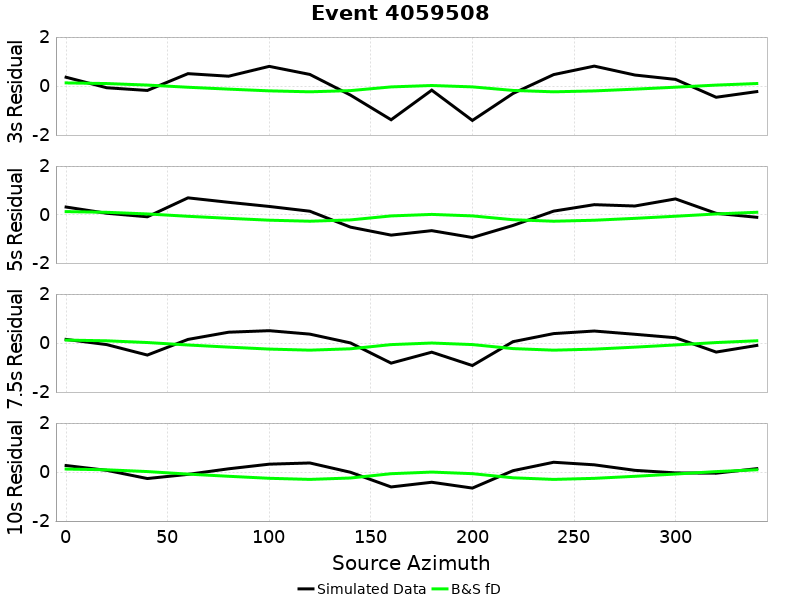 Event 4059508
3s Residual
2
0
-2
5s Residual
2
0
-2
7.5s Residual
2
0
-2
10s Residual
2
0
-2
0 50 100 150 200 250 300
Source Azimuth
Simulated Data B&S fD